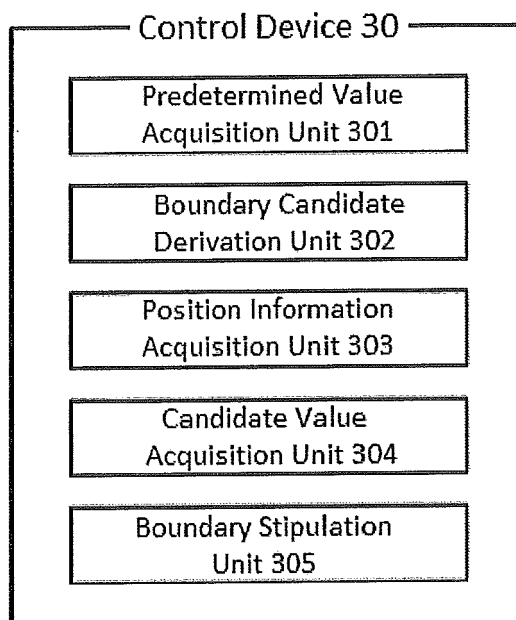 Control Device 30
Predetermined Value
Acquisition Unit 301
Boundary Candidate
Derivation Unit 302
Position Information
Acquisition Unit 303
Candidate Value
Acquisition Unit 304
Boundary Stipulation
Unit 305